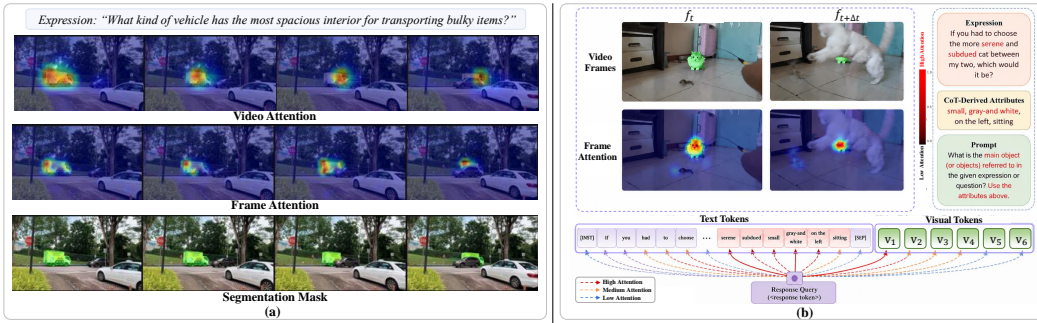 Expression: “What kind of vehicle has the most spacious interior for transporting bulky items?”
Video Attention
Frame Attention
Segmentation Mask
(a)
f_t
f_{t+Δt}
Video
Frames
Frame
Attention
High Attention
Low Attention
Expression
If you had to choose
the more serene and
subdued cat between
my two, which would
it be?
CoT-Derived Attributes
small, gray-and white,
on the left, sitting
Prompt
What is the main object
(or objects) referred to in
the given expression or
question? Use the
attributes above.
Text Tokens
Visual Tokens
[INST] If you had to choose ... serene subdued small gray-and white on the left sitting [SEP]
V1 V2 V3 V4 V5 V6
High Attention
Medium Attention
Low Attention
Response Query
(<response token>)
(b)